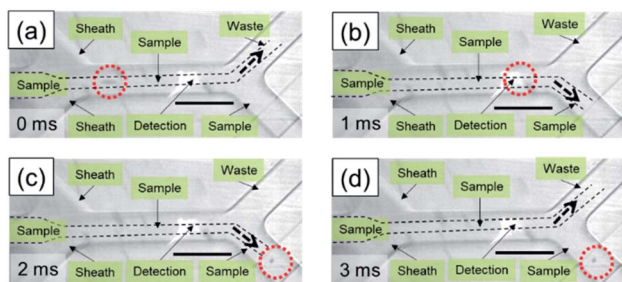 (a)
Sheath
Waste
Sample
Sample
0 ms
Sheath
Detection
Sample
(b)
Sheath
Waste
Sample
Sample
1 ms
Sheath
Detection
Sample
(c)
Sheath
Waste
Sample
Sample
2 ms
Sheath
Detection
Sample
(d)
Sheath
Waste
Sample
Sample
3 ms
Sheath
Detection
Sample